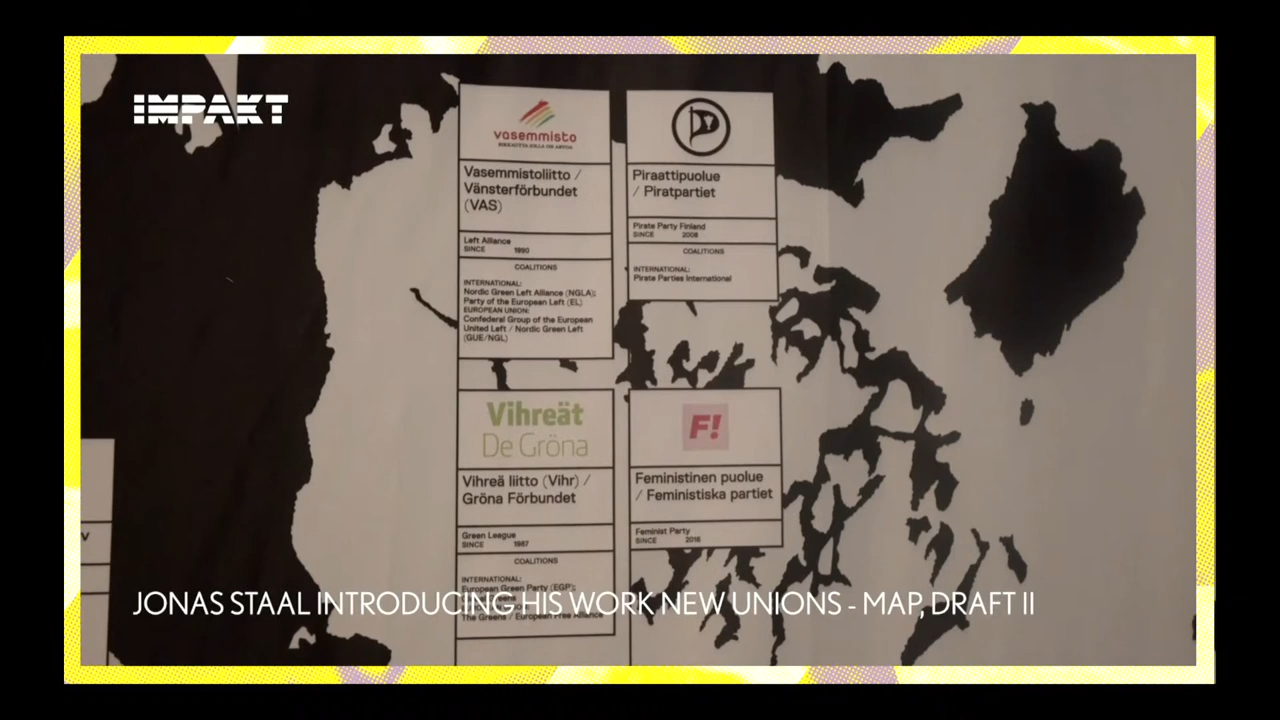 IMPAKT
vasemmisto
Vasemmistoliitto /
Vänsterförbundet
(VAS)
Left Alliance
SINCE 1990
COALITIONS
INTERNATIONAL:
Nordic Green Left Alliance (NGLA);
Party of the European Left (EL)
EUROPEAN UNION:
Confederal Group of the European
United Left / Nordic Green Left
(GUE/NGL)
Piraattipuolue
/ Piratpartiet
Pirate Party Finland
SINCE 2008
COALITIONS
INTERNATIONAL:
Pirate Parties International
Vihreät
De Gröna
Vihreä liitto (Vihr) /
Gröna Förbundet
Green League
SINCE 1987
COALITIONS
INTERNATIONAL:
European Green Party (EGP);
The Greens / European Free Alliance
F!
Feministinen puolue
/ Feministiska partiet
Feminist Party
SINCE 2016
V
JONAS STAAL INTRODUCING HIS WORK NEW UNIONS - MAP, DRAFT II